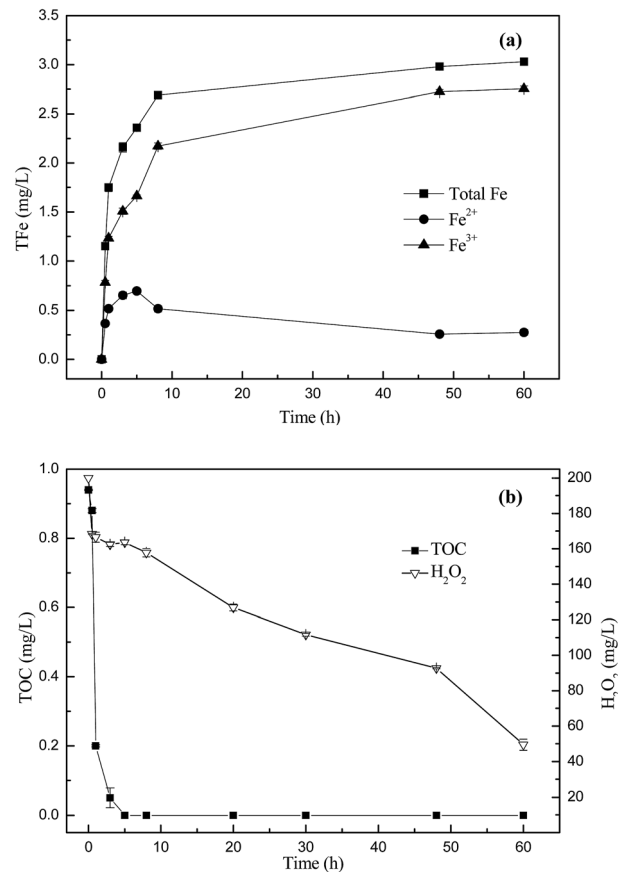 (a)
3.5
3.0
2.5
2.0
1.5
1.0
0.5
0.0
TFe (mg/L)
Total Fe
Fe2+
Fe3+
0 10 20 30 40 50 60
Time (h)
(b)
1.0
0.8
0.6
0.4
0.2
0.0
TOC (mg/L)
TOC
H2O2
200
180
160
140
120
100
80
60
40
20
H2O2 (mg/L)
0 10 20 30 40 50 60
Time (h)